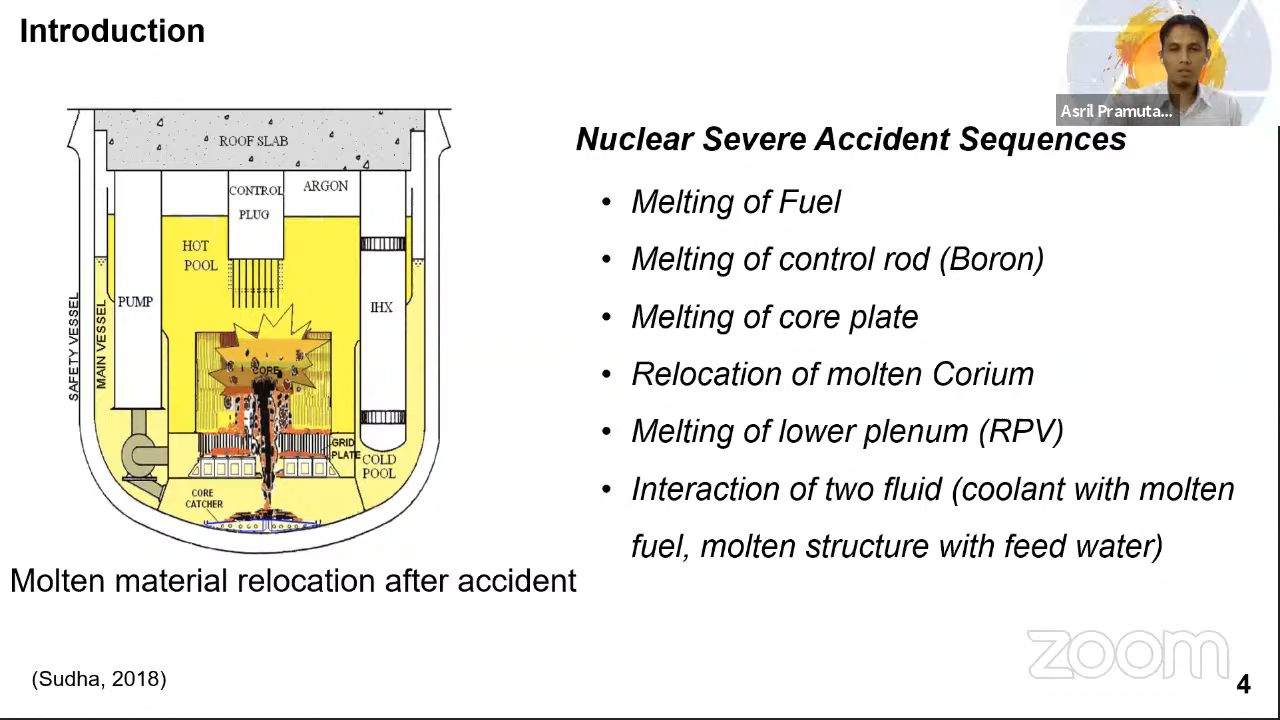 Introduction
Asril Pramuta...
ROOF SLAB
CONTROL
PLUG
ARGON
HOT
POOL
PUMP
IHX
SAFETY VESSEL
MAIN VESSEL
CORE
GRID
PLATE
COLD
POOL
CORE
CATCHER
Molten material relocation after accident
Nuclear Severe Accident Sequences
• Melting of Fuel
• Melting of control rod (Boron)
• Melting of core plate
• Relocation of molten Corium
• Melting of lower plenum (RPV)
• Interaction of two fluid (coolant with molten
fuel, molten structure with feed water)
zoom
(Sudha, 2018)
4